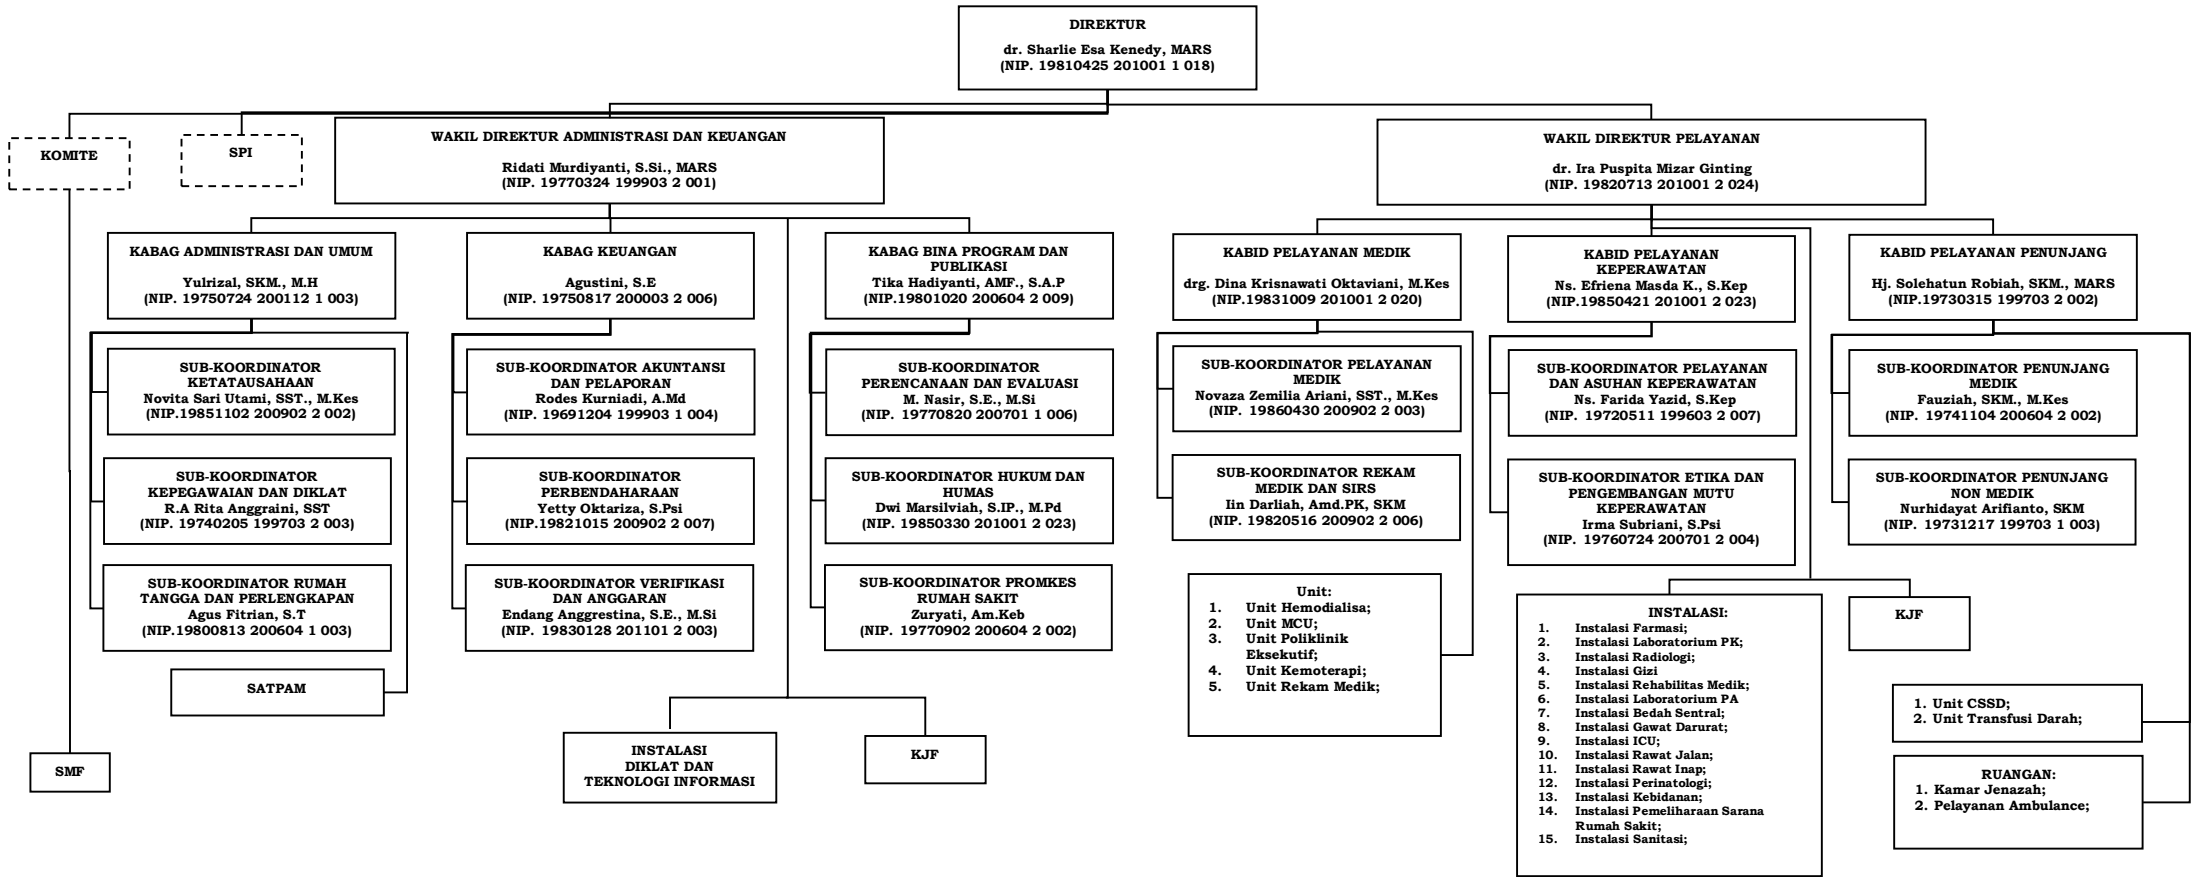 DIREKTUR
dr. Sharlie Esa Kenedy, MARS
(NIP. 19810425 201001 1 018)
KOMITE
SPI
WAKIL DIREKTUR ADMINISTRASI DAN KEUANGAN
Ridati Murdiyanti, S.Si., MARS
(NIP. 19770324 199903 2 001)
WAKIL DIREKTUR PELAYANAN
dr. Ira Puspita Mizar Ginting
(NIP. 19820713 201001 2 024)
KABAG ADMINISTRASI DAN UMUM
Yulrizal, SKM., M.H
(NIP. 19750724 200112 1 003)
KABAG KEUANGAN
Agustini, S.E
(NIP. 19750817 200003 2 006)
KABAG BINA PROGRAM DAN
PUBLIKASI
Tika Hadiyanti, AMF., S.A.P
(NIP.19801020 200604 2 009)
KABID PELAYANAN MEDIK
drg. Dina Krisnawati Oktaviani, M.Kes
(NIP.19831009 201001 2 020)
KABID PELAYANAN
KEPERAWATAN
Ns. Efriena Masda K., S.Kep
(NIP.19850421 201001 2 023)
KABID PELAYANAN PENUNJANG
Hj. Solehatun Robiah, SKM., MARS
(NIP.19730315 199703 2 002)
SUB-KOORDINATOR
KETATAUSAHAAN
Novita Sari Utami, SST., M.Kes
(NIP.19851102 200902 2 002)
SUB-KOORDINATOR AKUNTANSI
DAN PELAPORAN
Rodes Kurniadi, A.Md
(NIP. 19691204 199903 1 004)
SUB-KOORDINATOR
PERENCANAAN DAN EVALUASI
M. Nasir, S.E., M.Si
(NIP. 19770820 200701 1 006)
SUB-KOORDINATOR PELAYANAN
MEDIK
Novaza Zemilia Ariani, SST., M.Kes
(NIP. 19860430 200902 2 003)
SUB-KOORDINATOR PELAYANAN
DAN ASUHAN KEPERAWATAN
Ns. Farida Yazid, S.Kep
(NIP. 19720511 199603 2 007)
SUB-KOORDINATOR PENUNJANG
MEDIK
Fauziah, SKM., M.Kes
(NIP. 19741104 200604 2 002)
SUB-KOORDINATOR
KEPEGAWAIAN DAN DIKLAT
R.A Rita Anggraini, SST
(NIP. 19740205 199703 2 003)
SUB-KOORDINATOR
PERBENDAHARAAN
Yetty Oktariza, S.Psi
(NIP.19821015 200902 2 007)
SUB-KOORDINATOR HUKUM DAN
HUMAS
Dwi Marsilviah, S.IP., M.Pd
(NIP. 19850330 201001 2 023)
SUB-KOORDINATOR REKAM
MEDIK DAN SIRS
Iin Darliah, Amd.PK, SKM
(NIP. 19820516 200902 2 006)
SUB-KOORDINATOR ETIKA DAN
PENGEMBANGAN MUTU
KEPERAWATAN
Irma Subriani, S.Psi
(NIP. 19760724 200701 2 004)
SUB-KOORDINATOR PENUNJANG
NON MEDIK
Nurhidayat Arifianto, SKM
(NIP. 19731217 199703 1 003)
SUB-KOORDINATOR RUMAH
TANGGA DAN PERLENGKAPAN
Agus Fitrian, S.T
(NIP.19800813 200604 1 003)
SUB-KOORDINATOR VERIFIKASI
DAN ANGGARAN
Endang Anggrestina, S.E., M.Si
(NIP. 19830128 201101 2 003)
SUB-KOORDINATOR PROMKES
RUMAH SAKIT
Zuryati, Am.Keb
(NIP. 19770902 200604 2 002)
Unit:
1. Unit Hemodialisa;
2. Unit MCU;
3. Unit Poliklinik
Eksekutif;
4. Unit Kemoterapi;
5. Unit Rekam Medik;
INSTALASI:
1. Instalasi Farmasi;
2. Instalasi Laboratorium PK;
3. Instalasi Radiologi;
4. Instalasi Gizi
5. Instalasi Rehabilitas Medik;
6. Instalasi Laboratorium PA
7. Instalasi Bedah Sentral;
8. Instalasi Gawat Darurat;
9. Instalasi ICU;
10. Instalasi Rawat Jalan;
11. Instalasi Rawat Inap;
12. Instalasi Perinatologi;
13. Instalasi Kebidanan;
14. Instalasi Pemeliharaan Sarana
Rumah Sakit;
15. Instalasi Sanitasi;
KJF
SATPAM
1. Unit CSSD;
2. Unit Transfusi Darah;
SMF
INSTALASI
DIKLAT DAN
TEKNOLOGI INFORMASI
KJF
RUANGAN:
1. Kamar Jenazah;
2. Pelayanan Ambulance;